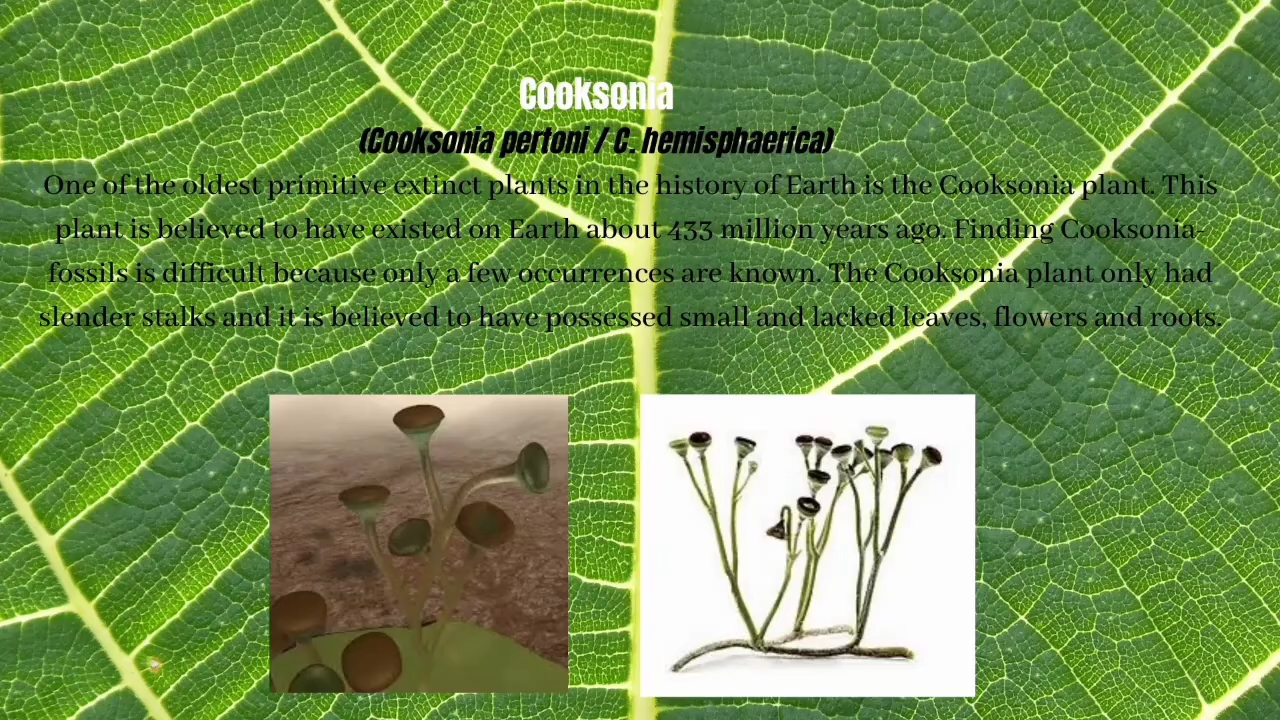 Cooksonia
(Cooksonia pertoni / C. hemisphaerica)
One of the oldest primitive extinct plants in the history of Earth is the Cooksonia plant. This
plant is believed to have existed on Earth about 433 million years ago. Finding Cooksonia-
fossils is difficult because only a few occurrences are known. The Cooksonia plant only had
slender stalks and it is believed to have possessed small and lacked leaves, flowers and roots.